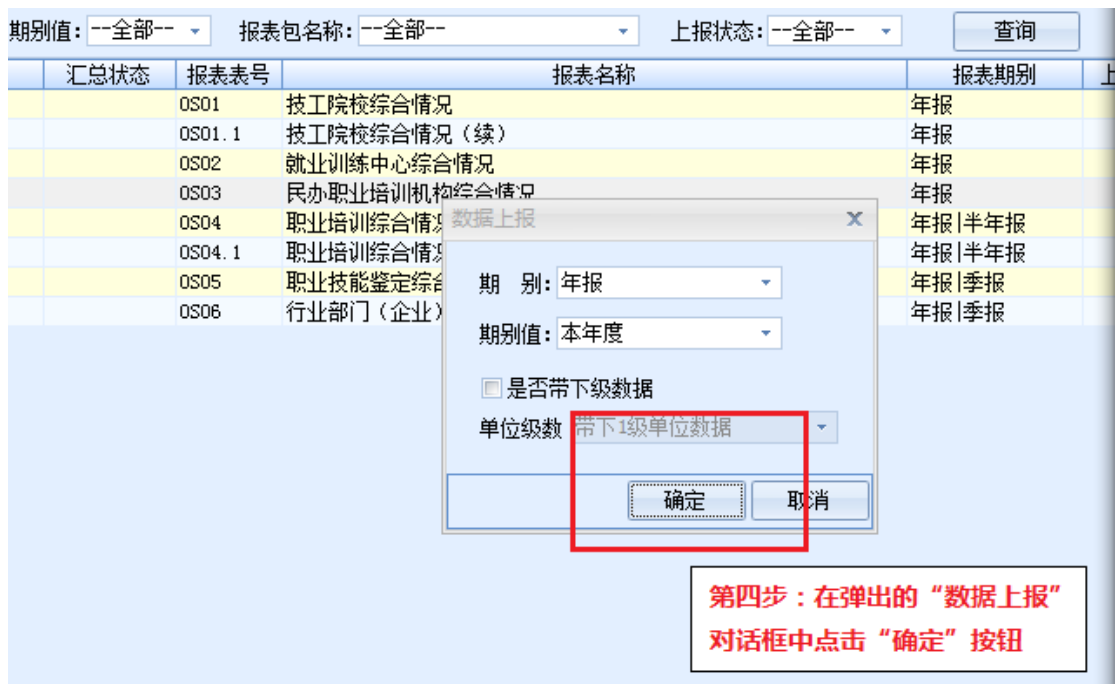 期别值: --全部-- 报表包名称: --全部-- 上报状态: --全部-- 查询
汇总状态 报表表号 报表名称 报表期别
0S01 技工院校综合情况 年报
0S01.1 技工院校综合情况（续） 年报
0S02 就业训练中心综合情况 年报
0S03 民办职业培训机构综合情况 年报
0S04 职业培训综合情 年报|半年报
0S04.1 职业培训综合情 年报|半年报
0S05 职业技能鉴定综 年报|季报
0S06 行业部门（企业） 年报|季报
数据上报 x
期 别: 年报
期别值: 本年度
是否带下级数据
单位级数 带下1级单位数据
确定 取消
第四步：在弹出的“数据上报”
对话框中点击“确定”按钮